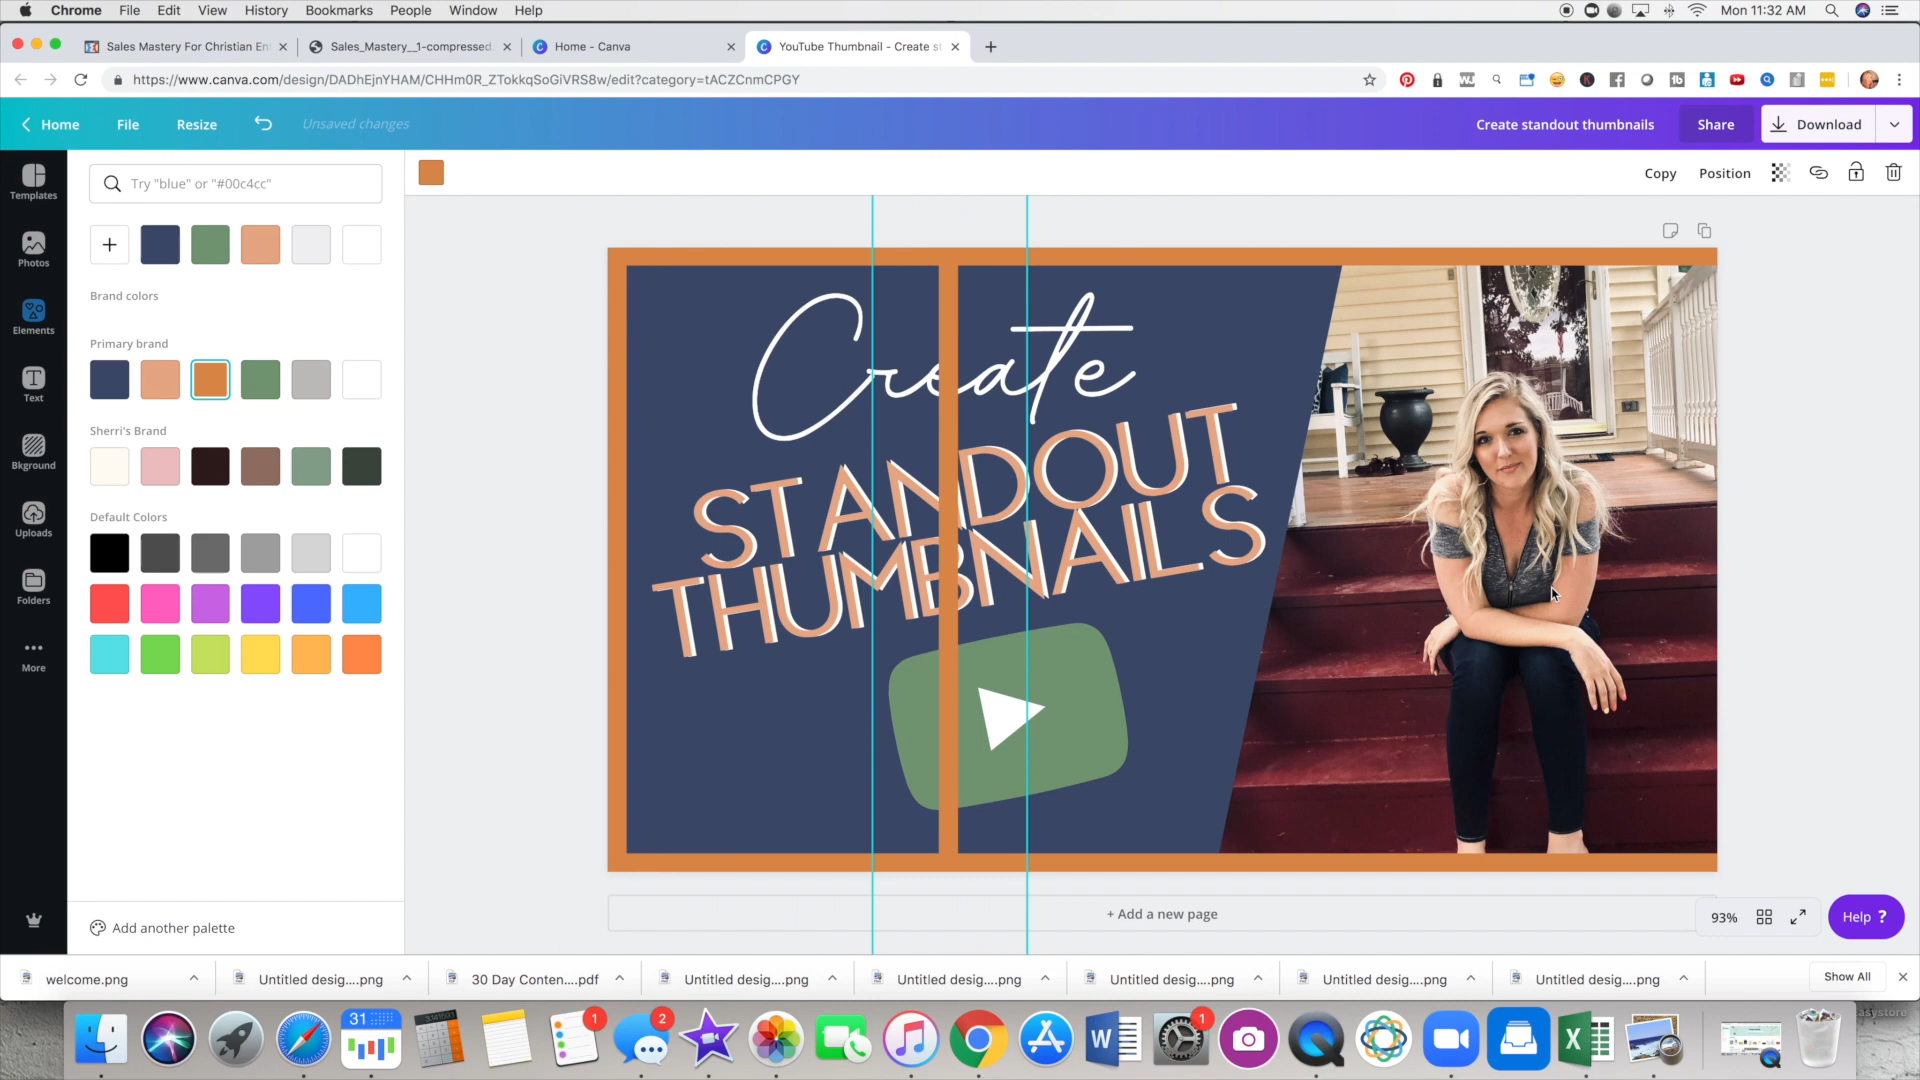 Chrome File Edit View History Bookmarks People Window Help
Mon 11:32 AM
Sales Mastery For Christian En
Sales_Mastery__1-compressed.
Home - Canva
YouTube Thumbnail - Create st
https://www.canva.com/design/DADhEjnYHAM/CHHm0R_ZTokkqSoGiVRS8w/edit?category=tACZCnmCPGY
Home File Resize Unsaved changes
Create standout thumbnails Share Download
Try "blue" or "#00c4cc"
Copy Position
Templates
Photos
Elements
Text
Bkground
Uploads
Folders
More
Brand colors
Primary brand
Sherri's Brand
Default Colors
Add another palette
Create
STANDOUT
THUMBNAILS
+ Add a new page
93%
Help ?
welcome.png
Untitled desig....png
30 Day Conten....pdf
Untitled desig....png
Untitled desig....png
Untitled desig....png
Untitled desig....png
Untitled desig....png
Show All
31
1
2
1